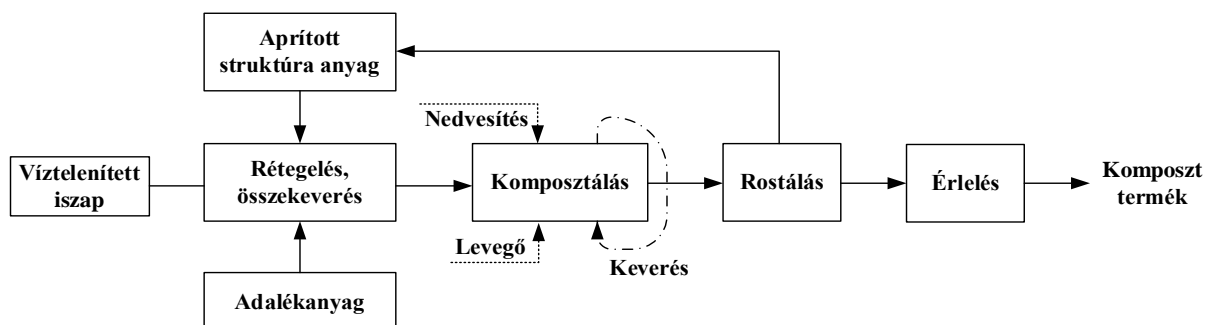 Aprított
struktúra anyag
Nedvesítés
Víztelenített
iszap
Rétegelés,
összekeverés
Komposztálás
Rostálás
Érlelés
Komposzt
termék
Levegő
Keverés
Adalékanyag